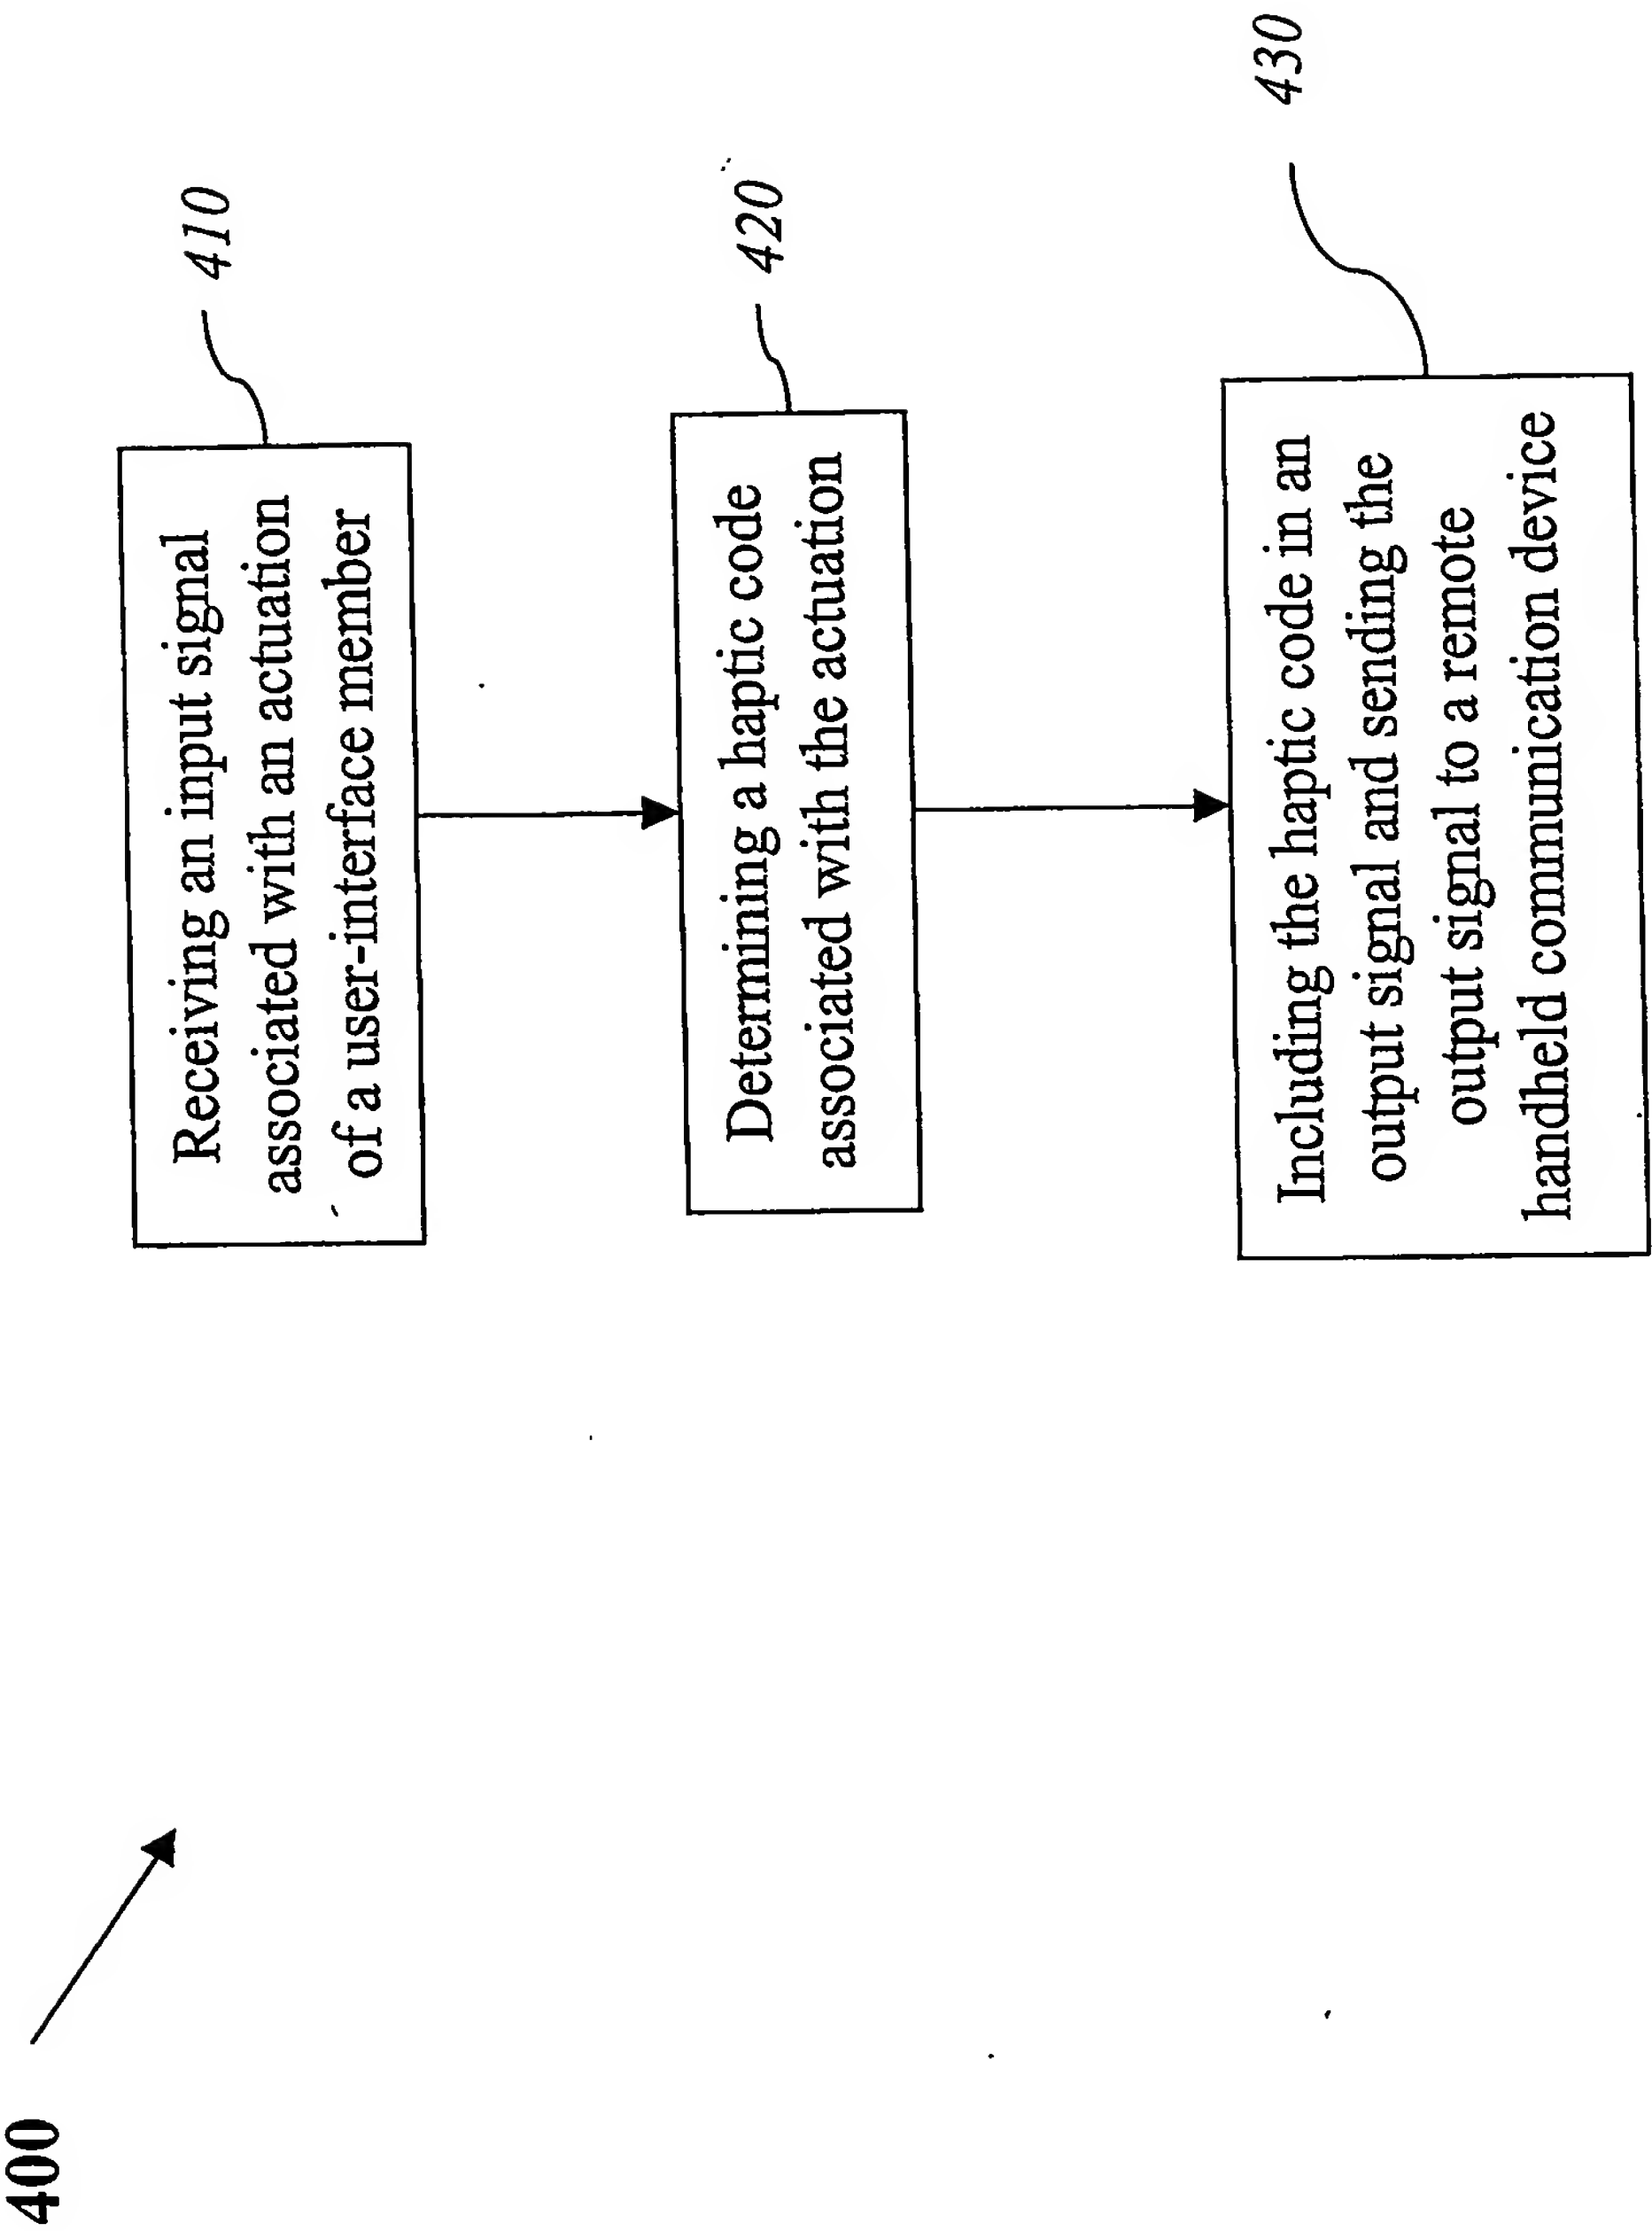 400
410
Receiving an input signal
associated with an actuation
of a user-interface member
420
Determining a haptic code
associated with the actuation
430
Including the haptic code in an
output signal and sending the
output signal to a remote
handheld communication device